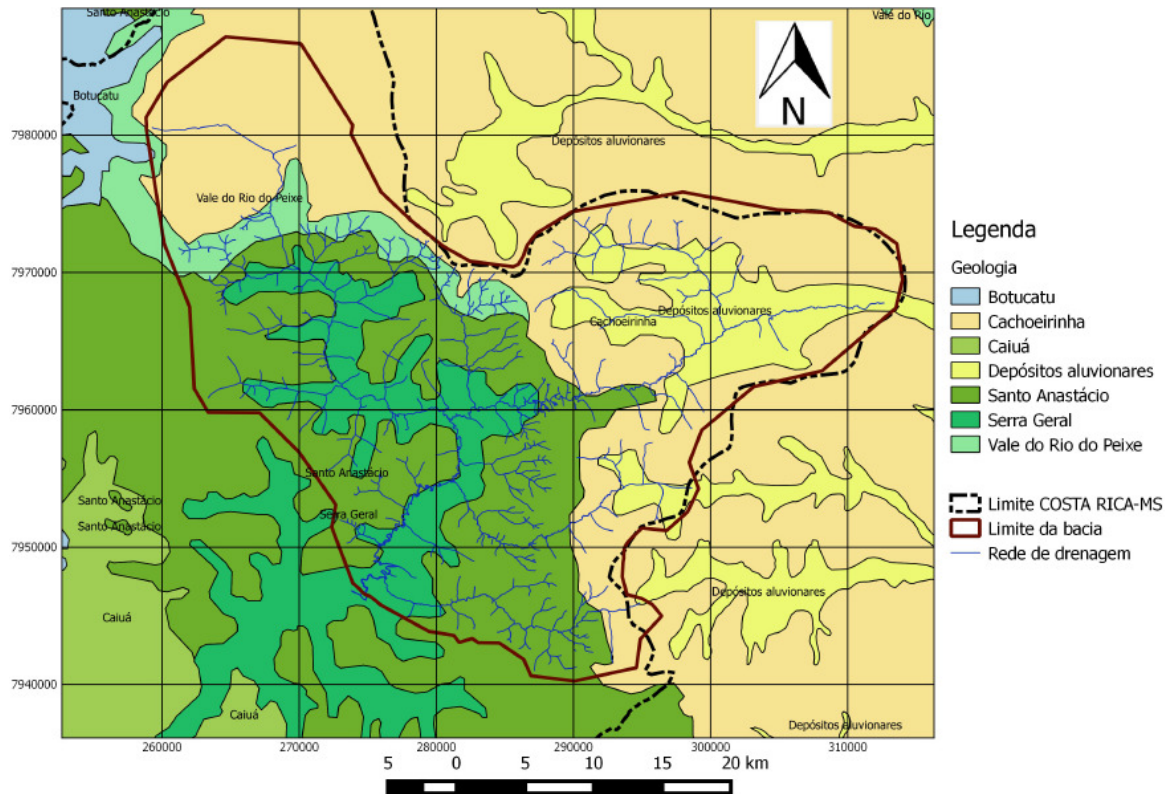 Santo Anastácio
Vale do Rio
Botucatu
N
7980000
Depósitos aluvionares
Vale do Rio do Peixe
7970000
Depósitos aluvionares
Cachoeirinha
7960000
Santo Anastácio
Santo Anastácio
Serra Geral
Santo Anastácio
7950000
Depósitos aluvionares
Caiuá
7940000
Caiuá
Depósitos aluvionares
260000 270000 280000 290000 300000 310000
5 0 5 10 15 20 km
Legenda
Geologia
Botucatu
Cachoeirinha
Caiuá
Depósitos aluvionares
Santo Anastácio
Serra Geral
Vale do Rio do Peixe
Limite COSTA RICA-MS
Limite da bacia
Rede de drenagem